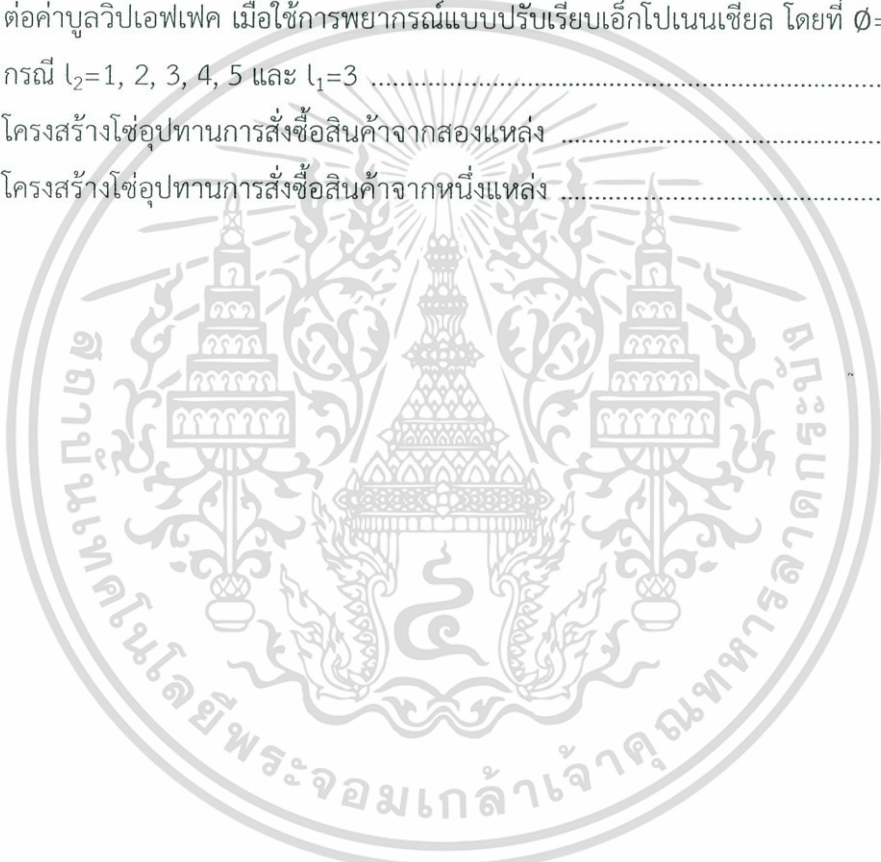 ต่อค่าบูลวิปเอฟเฟค เมื่อใช้การพยากรณ์แบบปรับเรียบเอ็กโปเนนเชียล โดยที่ Ø=
กรณี l₂=1, 2, 3, 4, 5 และ l₁=3 ................................................................
โครงสร้างโซ่อุปทานการสั่งซื้อสินค้าจากสองแหล่ง ........................................
โครงสร้างโซ่อุปทานการสั่งซื้อสินค้าจากหนึ่งแหล่ง ........................................
สถาบันเทคโนโลยีพระจอมเกล้าเจ้าคุณทหารลาดกระบัง